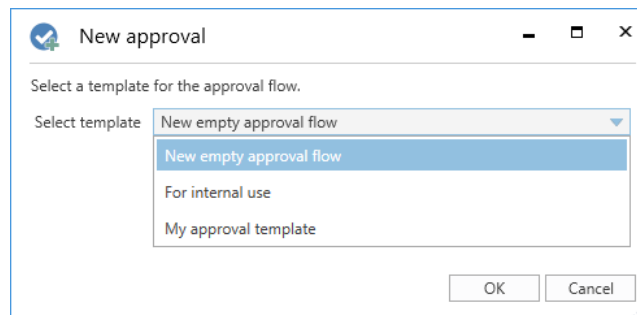 New approval
Select a template for the approval flow.
Select template New empty approval flow
New empty approval flow
For internal use
My approval template
OK Cancel